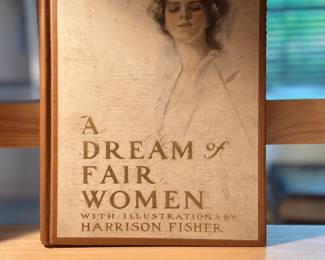 A
DREAM of
FAIR
WOMEN
WITH ILLUSTRATIONS BY
HARRISON FISHER